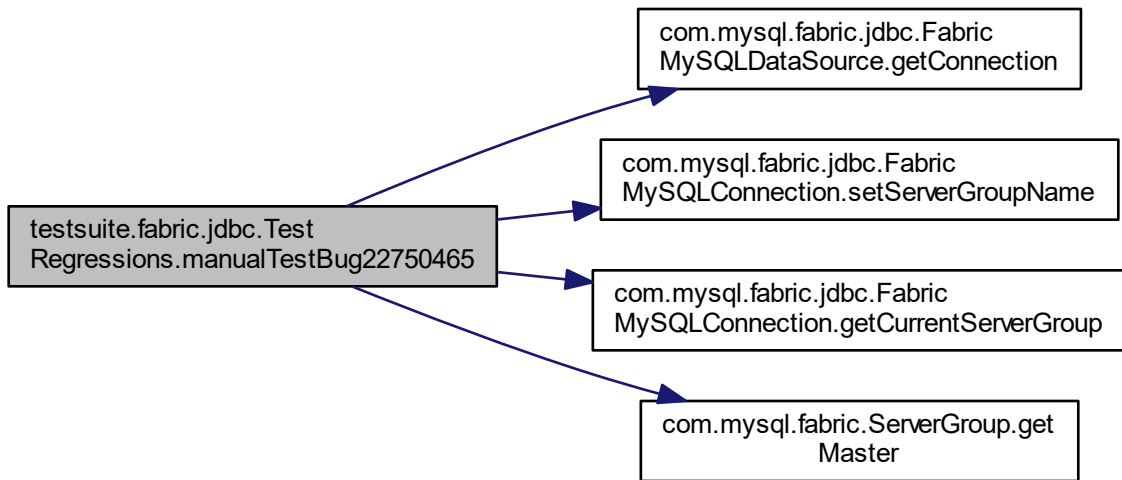 com.mysql.fabric.jdbc.Fabric
MySQLDataSource.getConnection
com.mysql.fabric.jdbc.Fabric
MySQLConnection.setServerGroupName
testsuite.fabric.jdbc.Test
Regressions.manualTestBug22750465
com.mysql.fabric.jdbc.Fabric
MySQLConnection.getCurrentServerGroup
com.mysql.fabric.ServerGroup.get
Master